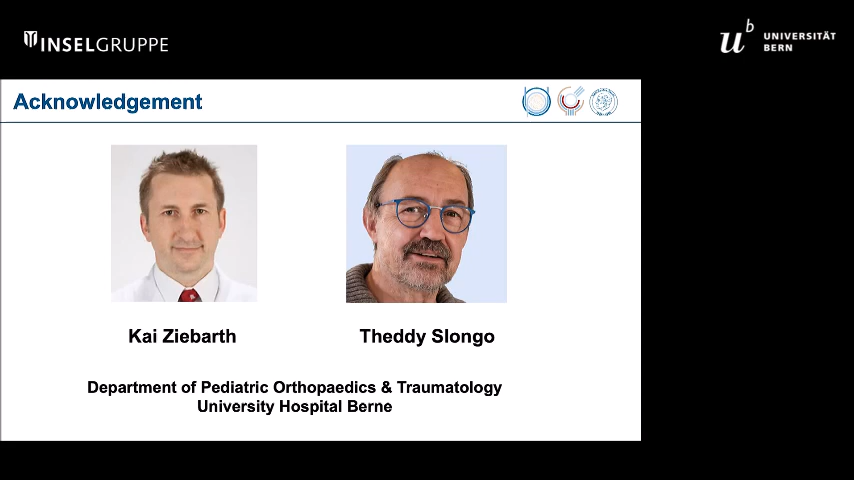 INSELGRUPPE
u^b UNIVERSITÄT
BERN
Acknowledgement
Kai Ziebarth
Theddy Slongo
Department of Pediatric Orthopaedics & Traumatology
University Hospital Berne